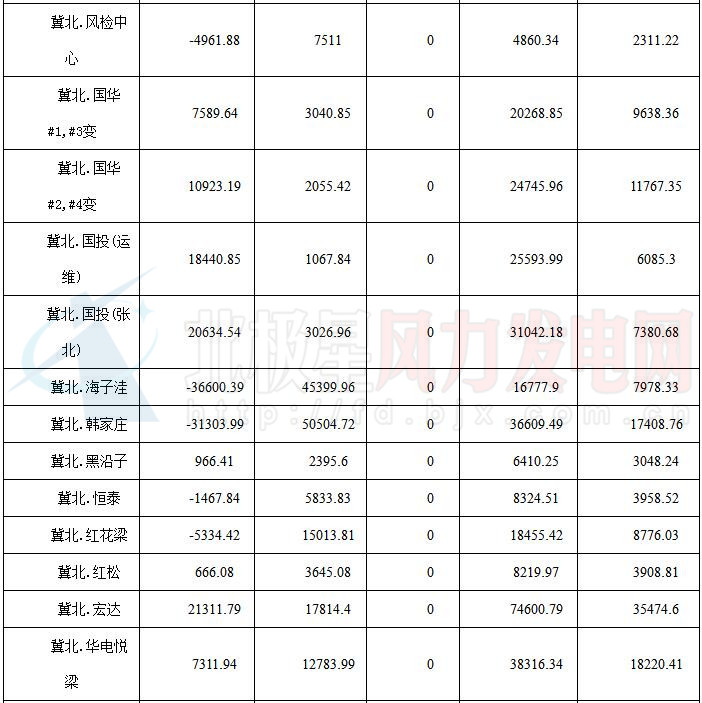 冀北.风检中心 -4961.88 7511 0 4860.34 2311.22
冀北.国华#1,#3变 7589.64 3040.85 0 20268.85 9638.36
冀北.国华#2,#4变 10923.19 2055.42 0 24745.96 11767.35
冀北.国投(运维) 18440.85 1067.84 0 25593.99 6085.3
冀北.国投(张北) 20634.54 3026.96 0 31042.18 7380.68
冀北.海子洼 -36600.39 45399.96 0 16777.9 7978.33
冀北.韩家庄 -31303.99 50504.72 0 36609.49 17408.76
冀北.黑沿子 966.41 2395.6 0 6410.25 3048.24
冀北.恒泰 -1467.84 5833.83 0 8324.51 3958.52
冀北.红花梁 -5334.42 15013.81 0 18455.42 8776.03
冀北.红松 666.08 3645.08 0 8219.97 3908.81
冀北.宏达 21311.79 17814.4 0 74600.79 35474.6
冀北.华电悦梁 7311.94 12783.99 0 38316.34 18220.41
北极星风力发电网
http://fd.bjx.com.cn